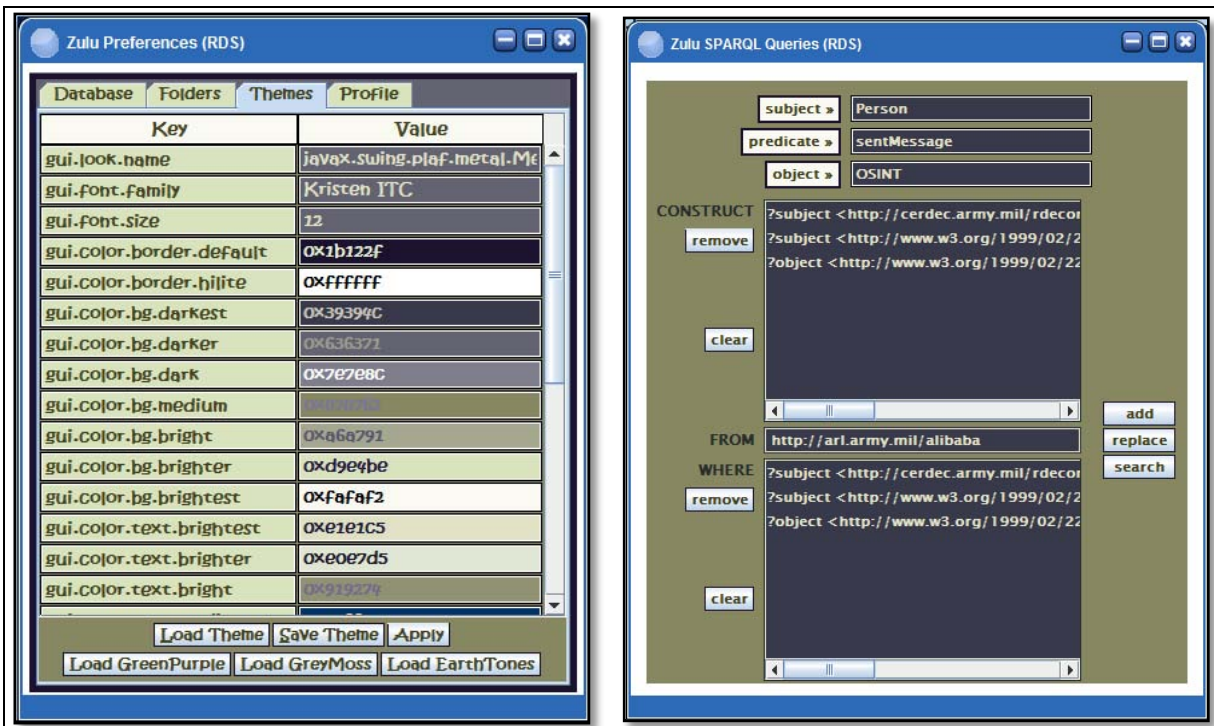 Zulu Preferences (RDS)
Database Folders Themes Profile
Key Value
gui.look.name javax.swing.plaf.metal.Me
gui.font.family Kristen ITC
gui.font.size 12
gui.color.border.default 0x1b122f
gui.color.border.hilite 0xffffff
gui.color.bg.darkest 0x39394C
gui.color.bg.darker 0x636371
gui.color.bg.dark 0x7e7e8C
gui.color.bg.medium
gui.color.bg.bright 0xa6a791
gui.color.bg.brighter 0xd9e4be
gui.color.bg.brightest 0xfafaf2
gui.color.text.brightest 0xe1e1C5
gui.color.text.brighter 0xe0e7d5
gui.color.text.bright 0x919274
Load Theme Save Theme Apply
Load GreenPurple Load GreyMoss Load EarthTones
Zulu SPARQL Queries (RDS)
subject » Person
predicate » sentMessage
object » OSINT
CONSTRUCT ?subject <http://cerdec.army.mil/rdecor
remove ?subject <http://www.w3.org/1999/02/2
?object <http://www.w3.org/1999/02/22
clear
add
FROM http://arl.army.mil/alibaba replace
WHERE ?subject <http://cerdec.army.mil/rdecor search
remove ?subject <http://www.w3.org/1999/02/2
?object <http://www.w3.org/1999/02/22
clear